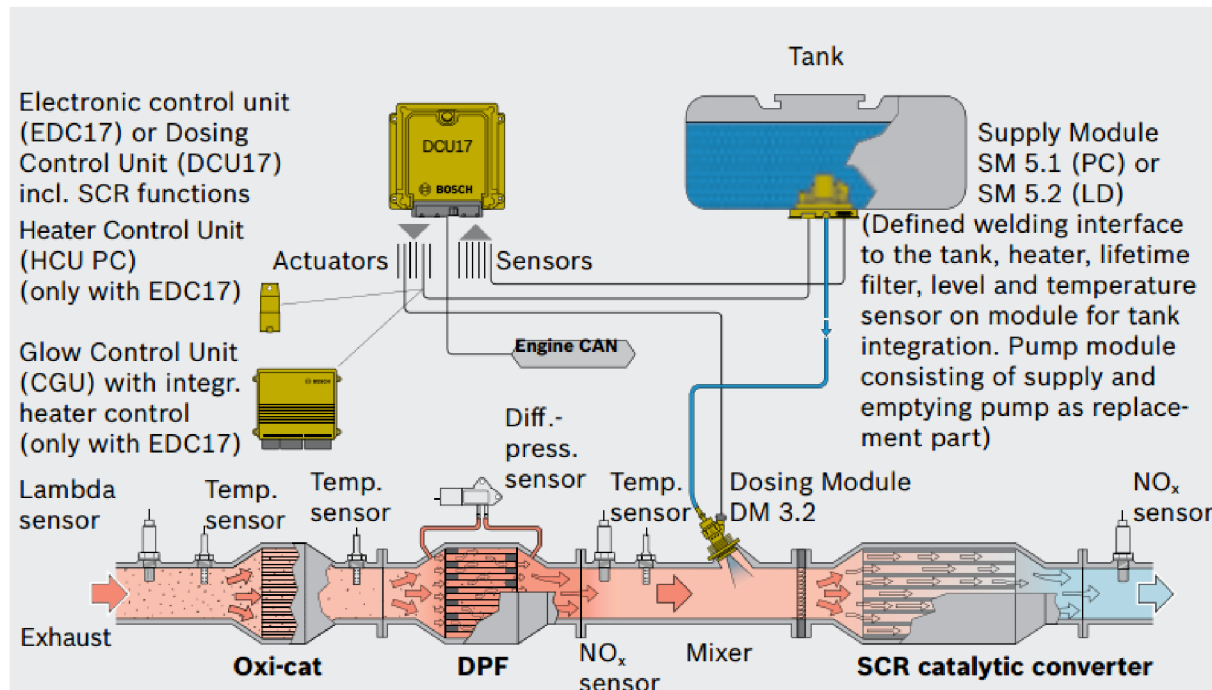 Tank
Electronic control unit
(EDC17) or Dosing
Control Unit (DCU17)
incl. SCR functions
DCU17
BOSCH
Supply Module
SM 5.1 (PC) or
SM 5.2 (LD)
(Defined welding interface
to the tank, heater, lifetime
filter, level and temperature
sensor on module for tank
integration. Pump module
consisting of supply and
emptying pump as replace-
ment part)
Heater Control Unit
(HCU PC)
(only with EDC17)
Actuators
Sensors
Engine CAN
Glow Control Unit
(CGU) with integr.
heater control
(only with EDC17)
BOSCH
Lambda
sensor
Temp.
sensor
Temp.
sensor
Diff.-
press.
sensor
Temp.
sensor
Dosing Module
DM 3.2
NOx
sensor
Exhaust
Oxi-cat
DPF
NOx
sensor
Mixer
SCR catalytic converter